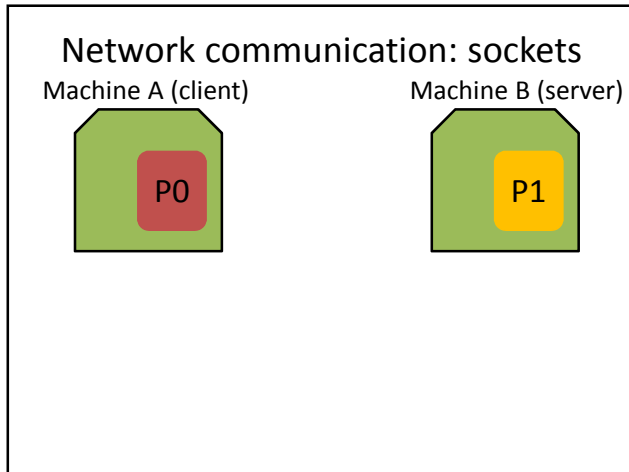 Network communication: sockets
Machine A (client)
Machine B (server)
P0
P1